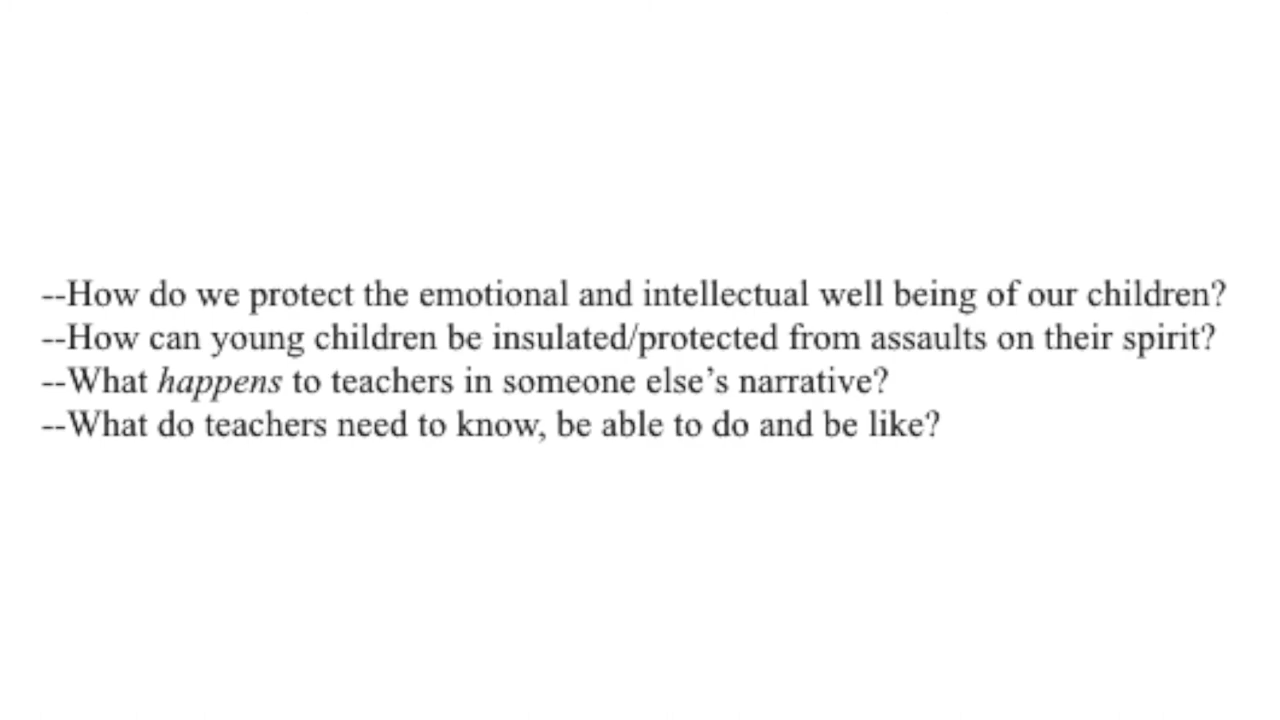 --How do we protect the emotional and intellectual well being of our children?
--How can young children be insulated/protected from assaults on their spirit?
--What happens to teachers in someone else’s narrative?
--What do teachers need to know, be able to do and be like?